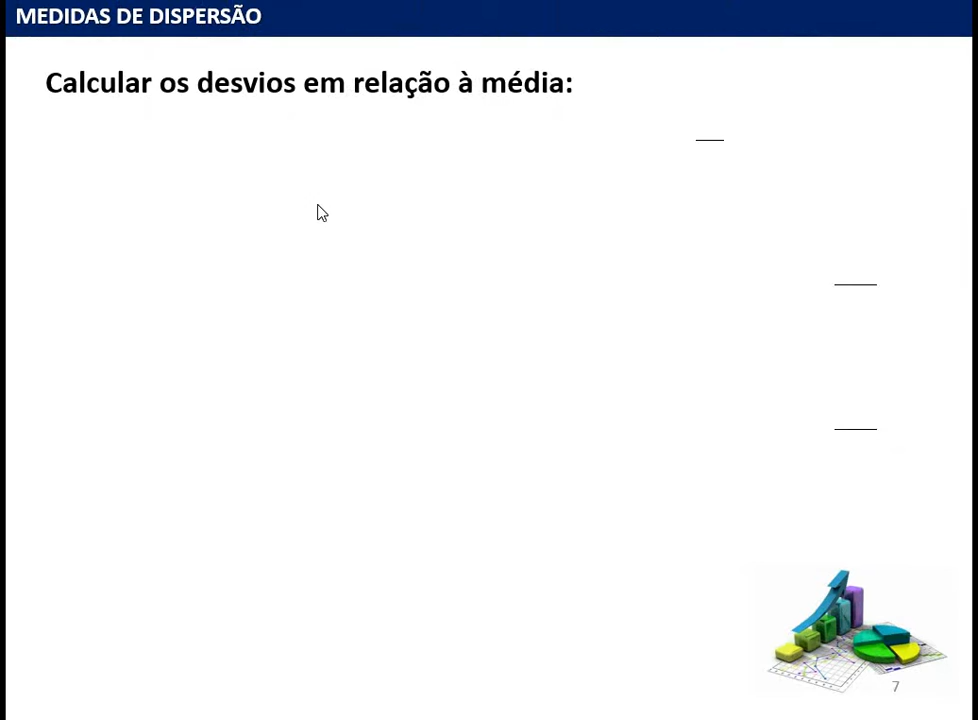 MEDIDAS DE DISPERSÃO
Calcular os desvios em relação à média:
7